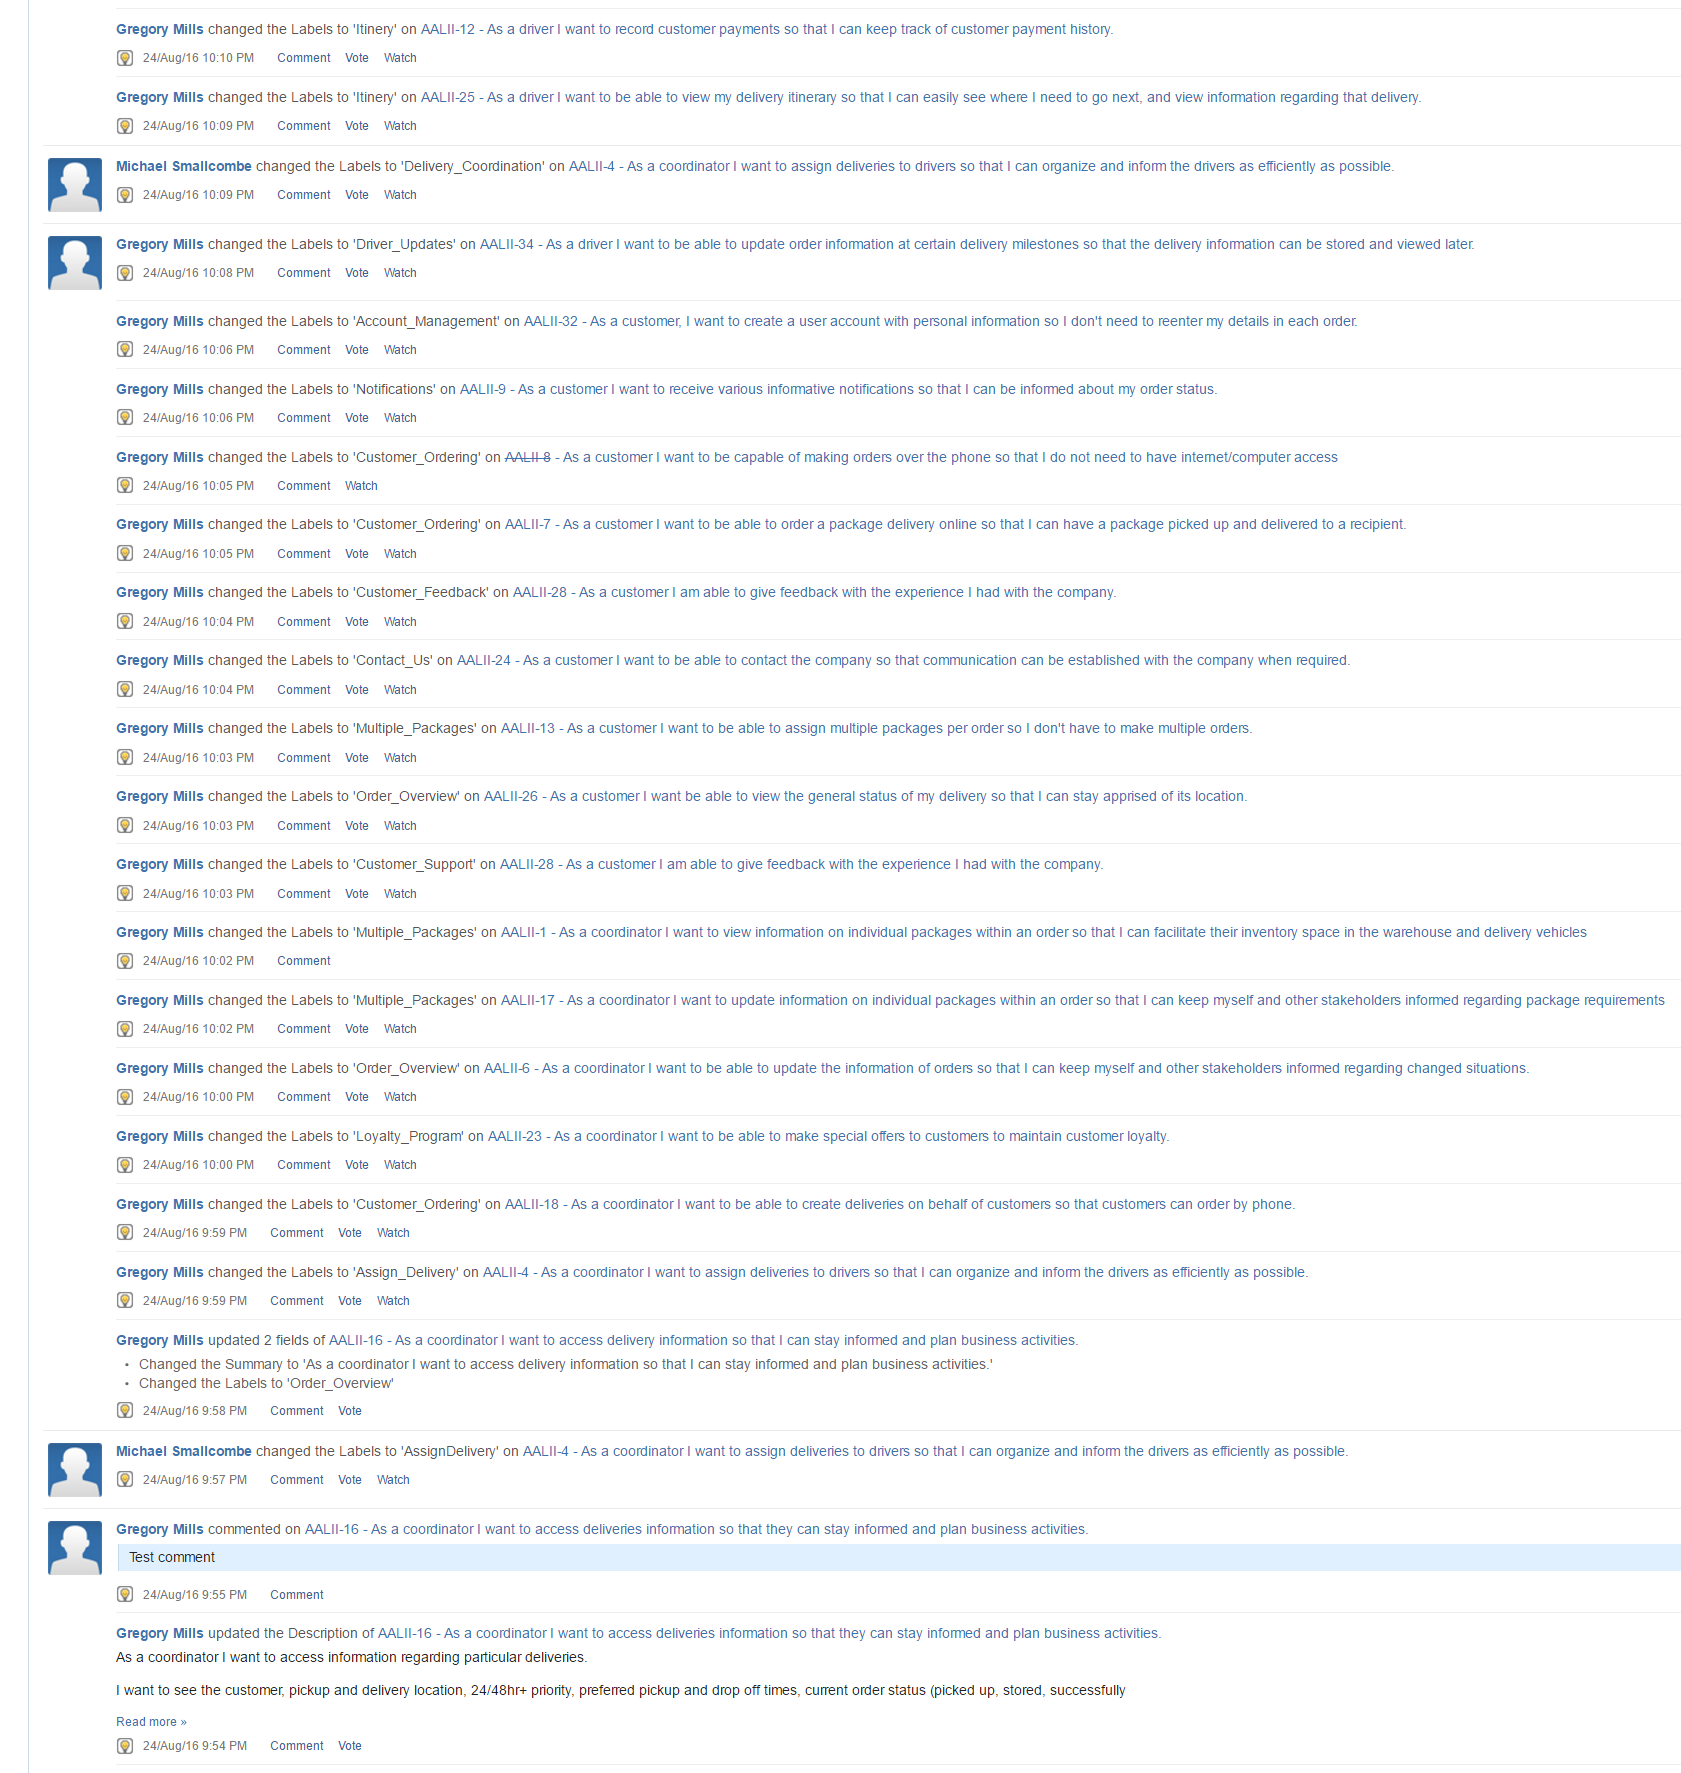 Gregory Mills changed the Labels to 'Itinery' on AALII-12 - As a driver I want to record customer payments so that I can keep track of customer payment history.
24/Aug/16 10:10 PM Comment Vote Watch
Gregory Mills changed the Labels to 'Itinery' on AALII-25 - As a driver I want to be able to view my delivery itinerary so that I can easily see where I need to go next, and view information regarding that delivery.
24/Aug/16 10:09 PM Comment Vote Watch
Michael Smallcombe changed the Labels to 'Delivery_Coordination' on AALII-4 - As a coordinator I want to assign deliveries to drivers so that I can organize and inform the drivers as efficiently as possible.
24/Aug/16 10:09 PM Comment Vote Watch
Gregory Mills changed the Labels to 'Driver_Updates' on AALII-34 - As a driver I want to be able to update order information at certain delivery milestones so that the delivery information can be stored and viewed later.
24/Aug/16 10:08 PM Comment Vote Watch
Gregory Mills changed the Labels to 'Account_Management' on AALII-32 - As a customer, I want to create a user account with personal information so I don't need to reenter my details in each order.
24/Aug/16 10:06 PM Comment Vote Watch
Gregory Mills changed the Labels to 'Notifications' on AALII-9 - As a customer I want to receive various informative notifications so that I can be informed about my order status.
24/Aug/16 10:06 PM Comment Vote Watch
Gregory Mills changed the Labels to 'Customer_Ordering' on AALII-8 - As a customer I want to be capable of making orders over the phone so that I do not need to have internet/computer access
24/Aug/16 10:05 PM Comment Watch
Gregory Mills changed the Labels to 'Customer_Ordering' on AALII-7 - As a customer I want to be able to order a package delivery online so that I can have a package picked up and delivered to a recipient.
24/Aug/16 10:05 PM Comment Vote Watch
Gregory Mills changed the Labels to 'Customer_Feedback' on AALII-28 - As a customer I am able to give feedback with the experience I had with the company.
24/Aug/16 10:04 PM Comment Vote Watch
Gregory Mills changed the Labels to 'Contact_Us' on AALII-24 - As a customer I want to be able to contact the company so that communication can be established with the company when required.
24/Aug/16 10:04 PM Comment Vote Watch
Gregory Mills changed the Labels to 'Multiple_Packages' on AALII-13 - As a customer I want to be able to assign multiple packages per order so I don't have to make multiple orders.
24/Aug/16 10:03 PM Comment Vote Watch
Gregory Mills changed the Labels to 'Order_Overview' on AALII-26 - As a customer I want be able to view the general status of my delivery so that I can stay apprised of its location.
24/Aug/16 10:03 PM Comment Vote Watch
Gregory Mills changed the Labels to 'Customer_Support' on AALII-28 - As a customer I am able to give feedback with the experience I had with the company.
24/Aug/16 10:03 PM Comment Vote Watch
Gregory Mills changed the Labels to 'Multiple_Packages' on AALII-1 - As a coordinator I want to view information on individual packages within an order so that I can facilitate their inventory space in the warehouse and delivery vehicles
24/Aug/16 10:02 PM Comment
Gregory Mills changed the Labels to 'Multiple_Packages' on AALII-17 - As a coordinator I want to update information on individual packages within an order so that I can keep myself and other stakeholders informed regarding package requirements
24/Aug/16 10:02 PM Comment Vote Watch
Gregory Mills changed the Labels to 'Order_Overview' on AALII-6 - As a coordinator I want to be able to update the information of orders so that I can keep myself and other stakeholders informed regarding changed situations.
24/Aug/16 10:00 PM Comment Vote Watch
Gregory Mills changed the Labels to 'Loyalty_Program' on AALII-23 - As a coordinator I want to be able to make special offers to customers to maintain customer loyalty.
24/Aug/16 10:00 PM Comment Vote Watch
Gregory Mills changed the Labels to 'Customer_Ordering' on AALII-18 - As a coordinator I want to be able to create deliveries on behalf of customers so that customers can order by phone.
24/Aug/16 9:59 PM Comment Vote Watch
Gregory Mills changed the Labels to 'Assign_Delivery' on AALII-4 - As a coordinator I want to assign deliveries to drivers so that I can organize and inform the drivers as efficiently as possible.
24/Aug/16 9:59 PM Comment Vote Watch
Gregory Mills updated 2 fields of AALII-16 - As a coordinator I want to access delivery information so that I can stay informed and plan business activities.
• Changed the Summary to 'As a coordinator I want to access delivery information so that I can stay informed and plan business activities.'
• Changed the Labels to 'Order_Overview'
24/Aug/16 9:58 PM Comment Vote
Michael Smallcombe changed the Labels to 'AssignDelivery' on AALII-4 - As a coordinator I want to assign deliveries to drivers so that I can organize and inform the drivers as efficiently as possible.
24/Aug/16 9:57 PM Comment Vote Watch
Gregory Mills commented on AALII-16 - As a coordinator I want to access deliveries information so that they can stay informed and plan business activities.
Test comment
24/Aug/16 9:55 PM Comment
Gregory Mills updated the Description of AALII-16 - As a coordinator I want to access deliveries information so that they can stay informed and plan business activities.
As a coordinator I want to access information regarding particular deliveries.
I want to see the customer, pickup and delivery location, 24/48hr+ priority, preferred pickup and drop off times, current order status (picked up, stored, successfully
Read more »
24/Aug/16 9:54 PM Comment Vote